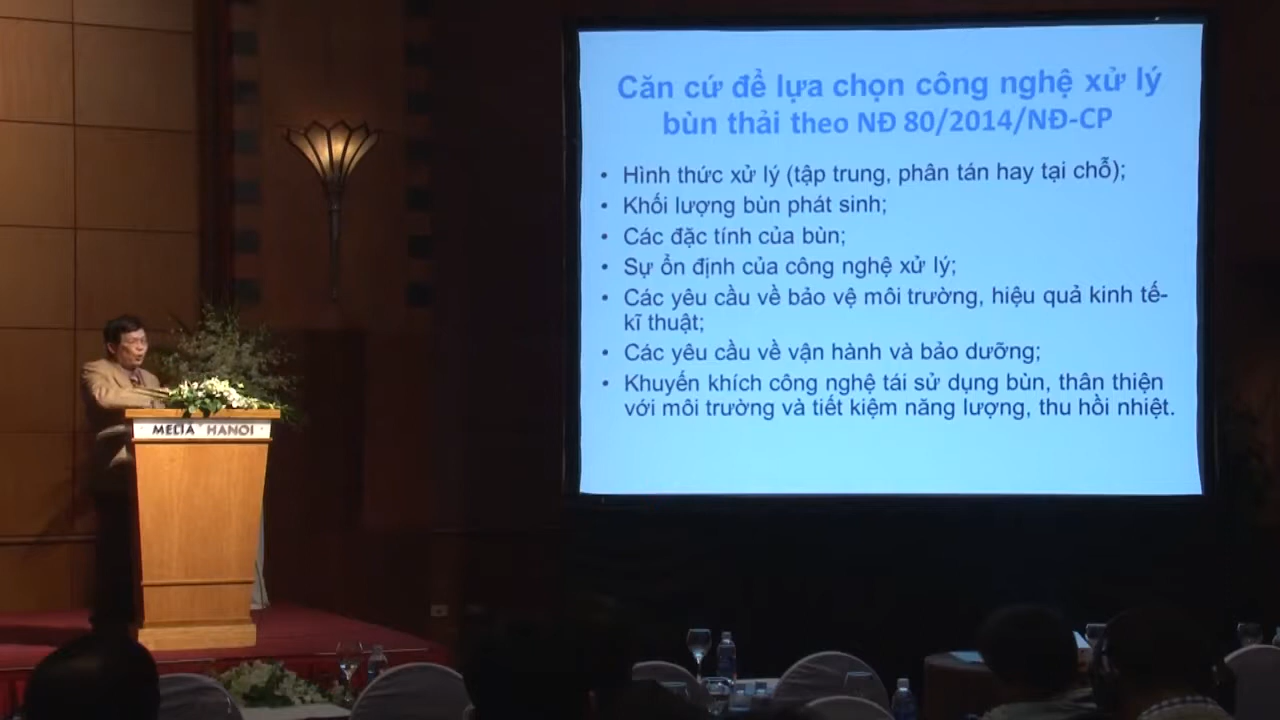 Căn cứ để lựa chọn công nghệ xử lý
bùn thải theo NĐ 80/2014/NĐ-CP
• Hình thức xử lý (tập trung, phân tán hay tại chỗ);
• Khối lượng bùn phát sinh;
• Các đặc tính của bùn;
• Sự ổn định của công nghệ xử lý;
• Các yêu cầu về bảo vệ môi trường, hiệu quả kinh tế-
kĩ thuật;
• Các yêu cầu về vận hành và bảo dưỡng;
• Khuyến khích công nghệ tái sử dụng bùn, thân thiện
với môi trường và tiết kiệm năng lượng, thu hồi nhiệt.
MELIÃ HANOI